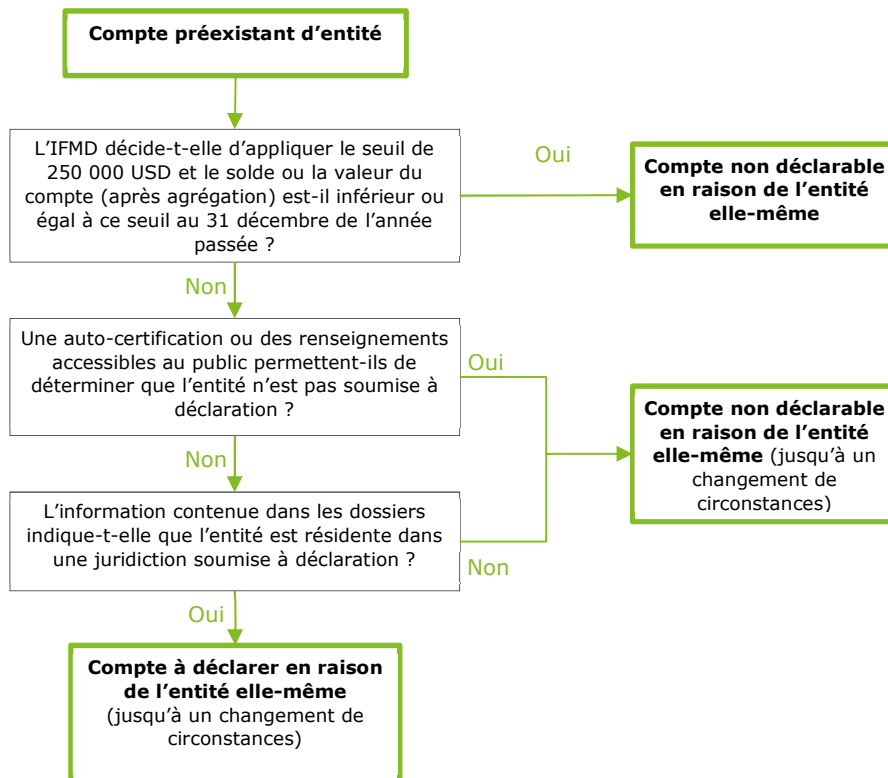 Compte préexistant d’entité
L’IFMD décide-t-elle d’appliquer le seuil de
250 000 USD et le solde ou la valeur du
compte (après agrégation) est-il inférieur ou
égal à ce seuil au 31 décembre de l’année
passée ?
Oui
Compte non déclarable
en raison de l’entité
elle-même
Non
Une auto-certification ou des renseignements
accessibles au public permettent-ils de
déterminer que l’entité n’est pas soumise à
déclaration ?
Oui
Compte non déclarable
en raison de l’entité
elle-même (jusqu’à un
changement de
circonstances)
Non
L’information contenue dans les dossiers
indique-t-elle que l’entité est résidente dans
une juridiction soumise à déclaration ?
Non
Oui
Compte à déclarer en raison
de l’entité elle-même
(jusqu’à un changement de
circonstances)